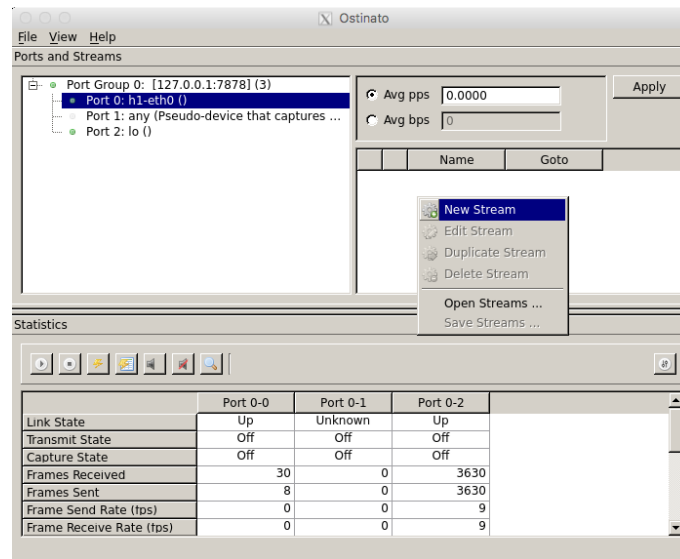 Ostinato
File View Help
Ports and Streams
Port Group 0: [127.0.0.1:7878] (3)
Port 0: h1-eth0 ()
Port 1: any (Pseudo-device that captures ...
Port 2: lo ()
Avg pps 0.0000
Avg bps 0
Apply
Name Goto
New Stream
Edit Stream
Duplicate Stream
Delete Stream
Open Streams ...
Save Streams ...
Statistics
Port 0-0 Port 0-1 Port 0-2
Link State Up Unknown Up
Transmit State Off Off Off
Capture State Off Off Off
Frames Received 30 0 3630
Frames Sent 8 0 3630
Frame Send Rate (fps) 0 0 9
Frame Receive Rate (fps) 0 0 9